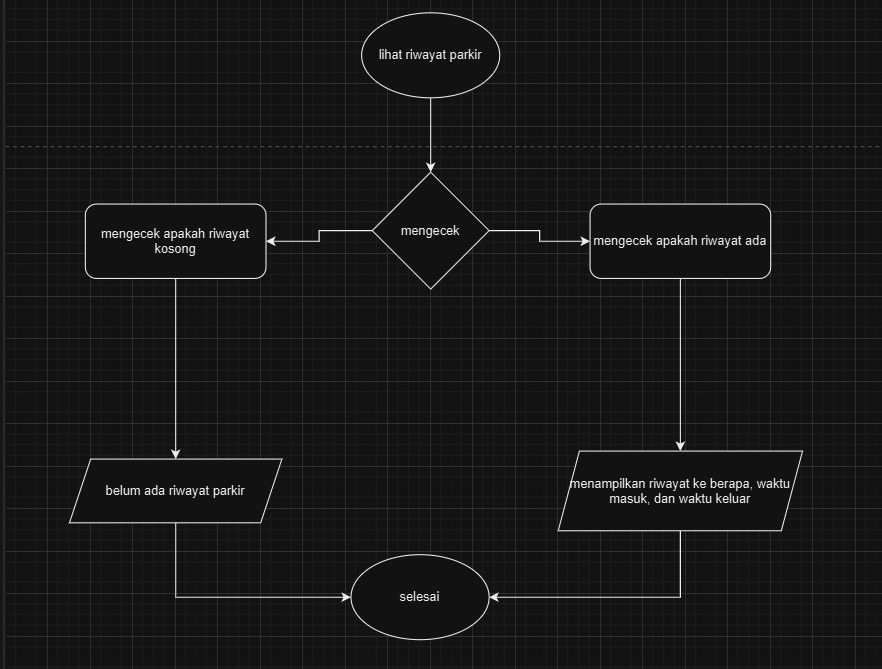 lihat riwayat parkir
mengecek
mengecek apakah riwayat
kosong
mengecek apakah riwayat ada
belum ada riwayat parkir
menampilkan riwayat ke berapa, waktu
masuk, dan waktu keluar
selesai